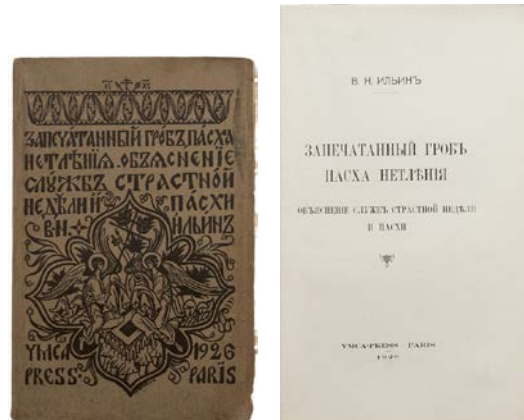 ЗАПЕЧАТАННЫЙ ГРОБЪ ПАСХА
НЕТЛѢНІЯ. ОБЪЯСНЕНІЕ
СЛУЖБЪ СТРАСТНОЙ
НЕДѢЛИ И ПАСХИ
В. Н. ИЛЬИНЪ
YMCA 1926
PRESS: PARIS
В. Н. ИЛЬИНЪ
ЗАПЕЧАТАННЫЙ ГРОБЪ
ПАСХА НЕТЛѢНІЯ
ОБЪЯСНЕНІЕ СЛУЖБЪ СТРАСТНОЙ НЕДѢЛИ
И ПАСХИ
YMCA-PRESS PARIS
1926